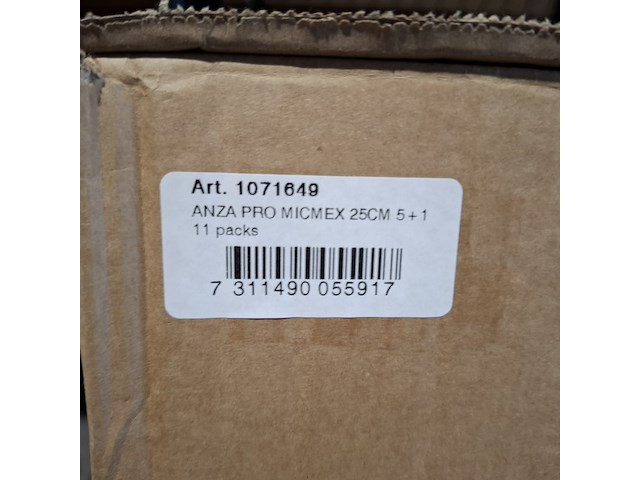 Art. 1071649
ANZA PRO MICMEX 25CM 5+1
11 packs
7 311490 055917